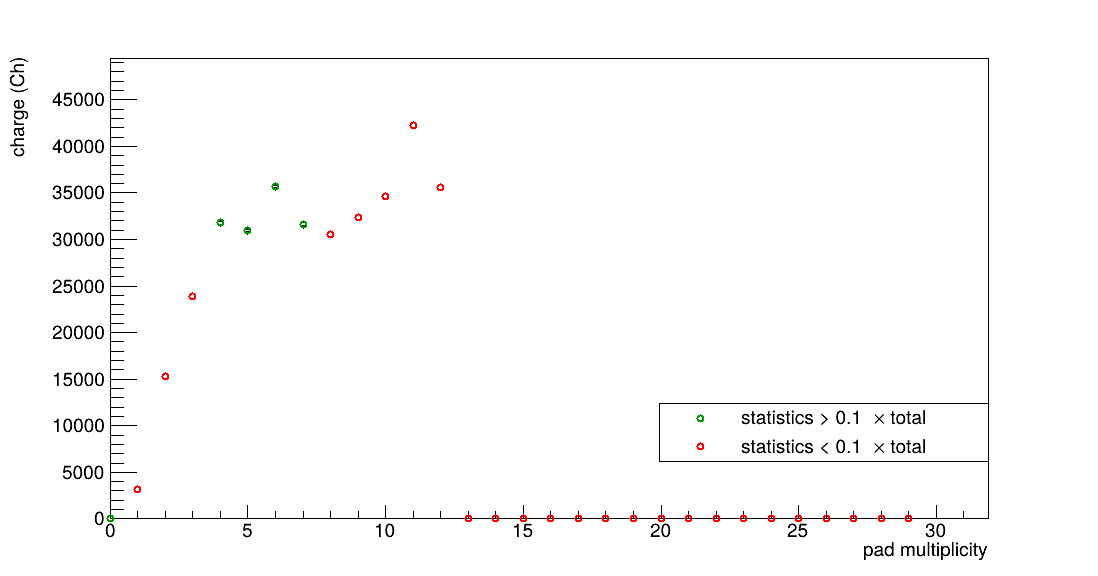 charge (Ch)
45000
40000
35000
30000
25000
20000
15000
10000
5000
0
statistics > 0.1 × total
statistics < 0.1 × total
0 5 10 15 20 25 30
pad multiplicity